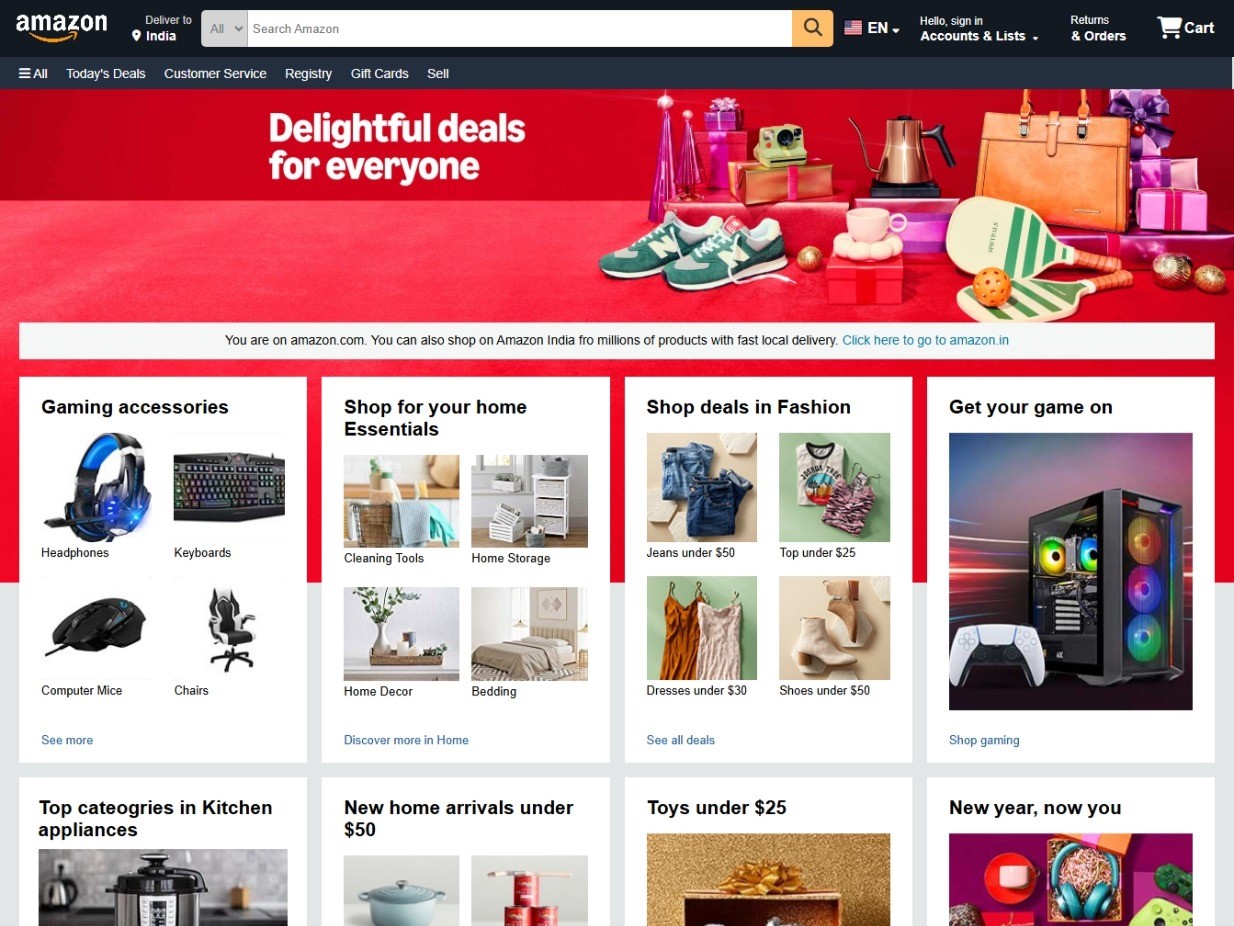 amazon
Deliver to
India
All
Search Amazon
EN
Hello, sign in
Accounts & Lists
Returns
& Orders
Cart
All
Today's Deals
Customer Service
Registry
Gift Cards
Sell
Delightful deals
for everyone
You are on amazon.com. You can also shop on Amazon India fro millions of products with fast local delivery. Click here to go to amazon.in
Gaming accessories
Headphones
Keyboards
Computer Mice
Chairs
See more
Shop for your home
Essentials
Cleaning Tools
Home Storage
Home Decor
Bedding
Discover more in Home
Shop deals in Fashion
JOSHUA TREE
Jeans under $50
Top under $25
Dresses under $30
Shoes under $50
See all deals
Get your game on
Shop gaming
Top cateogries in Kitchen
appliances
New home arrivals under
$50
Toys under $25
New year, now you